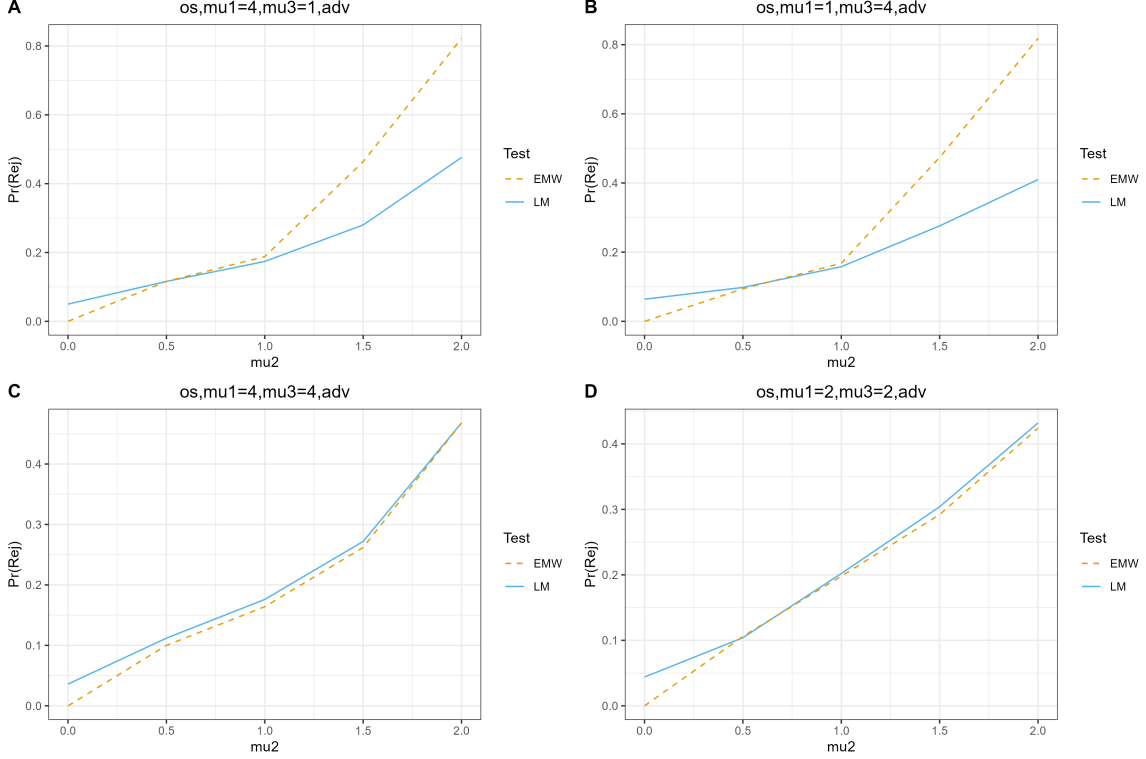 A
os,mu1=4,mu3=1,adv
Pr(Rej)
0.8
0.6
0.4
0.2
0.0
0.0 0.5 1.0 1.5 2.0
mu2
Test
EMW
LM
B
os,mu1=1,mu3=4,adv
Pr(Rej)
0.8
0.6
0.4
0.2
0.0
0.0 0.5 1.0 1.5 2.0
mu2
Test
EMW
LM
C
os,mu1=4,mu3=4,adv
Pr(Rej)
0.4
0.3
0.2
0.1
0.0
0.0 0.5 1.0 1.5 2.0
mu2
Test
EMW
LM
D
os,mu1=2,mu3=2,adv
Pr(Rej)
0.4
0.3
0.2
0.1
0.0
0.0 0.5 1.0 1.5 2.0
mu2
Test
EMW
LM